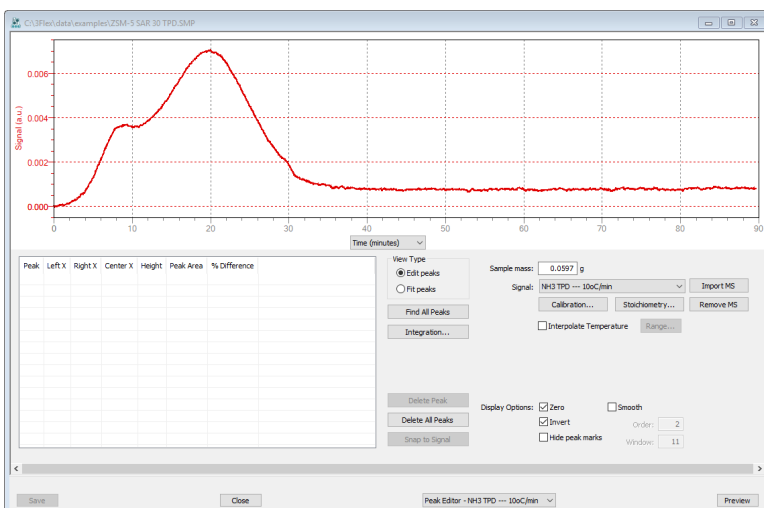 C:\3Flex\data\examples\ZSM-5 SAR 30 TPD.SMP
0.006
0.004
0.002
0.000
Signal (a.u.)
0 10 20 30 40 50 60 70 80 90
Time (minutes)
Peak Left X Right X Center X Height Peak Area % Difference
View Type
Edit peaks
Fit peaks
Find All Peaks
Integration...
Delete Peak
Delete All Peaks
Snap to Signal
Sample mass: 0.0597 g
Signal: NH3 TPD --- 10oC/min Import MS
Calibration... Stoichiometry... Remove MS
Interpolate Temperature Range...
Display Options: Zero Smooth
Invert Order: 2
Hide peak marks Window: 11
Save Close Peak Editor - NH3 TPD --- 10oC/min Preview